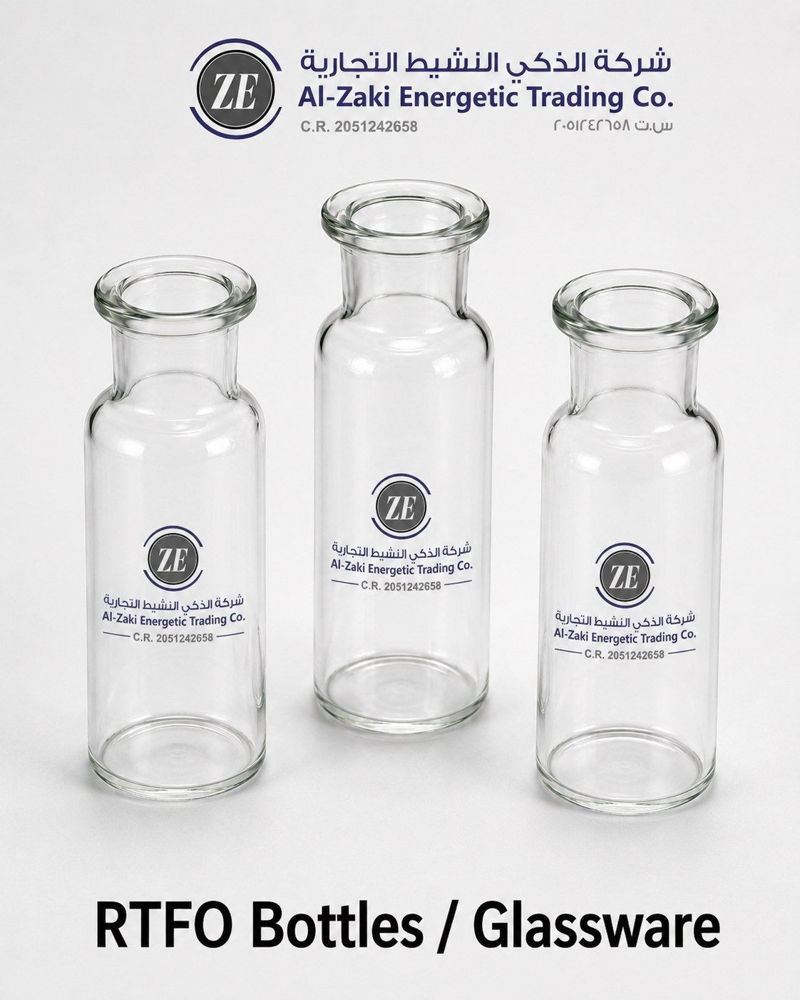 ZE
شركة الذكي النشيط التجارية
Al-Zaki Energetic Trading Co.
C.R. 2051242658
س.ت ٢٠٥١٢٤٢٦٥٨
ZE
شركة الذكي النشيط التجارية
Al-Zaki Energetic Trading Co.
C.R. 2051242658
ZE
شركة الذكي النشيط التجارية
Al-Zaki Energetic Trading Co.
C.R. 2051242658
ZE
شركة الذكي النشيط التجارية
Al-Zaki Energetic Trading Co.
C.R. 2051242658
RTFO Bottles / Glassware